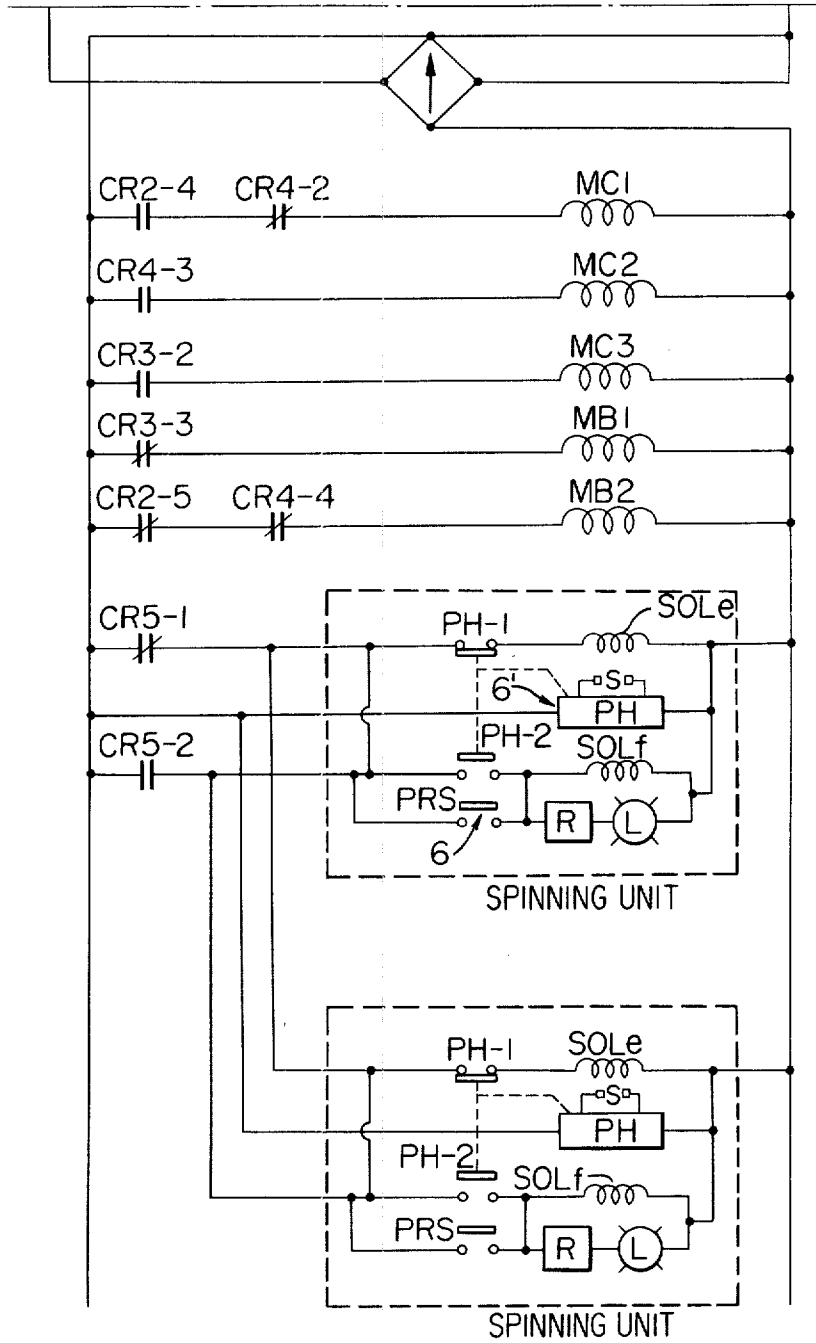 CR2-4 CR4-2 MC1
CR4-3 MC2
CR3-2 MC3
CR3-3 MB1
CR2-5 CR4-4 MB2
CR5-1 PH-1 SOLe
6' S
PH
CR5-2 PH-2 SOLf
PRS
R L
6
SPINNING UNIT
PH-1 SOLe
S
PH
PH-2 SOLf
PRS
R L
SPINNING UNIT